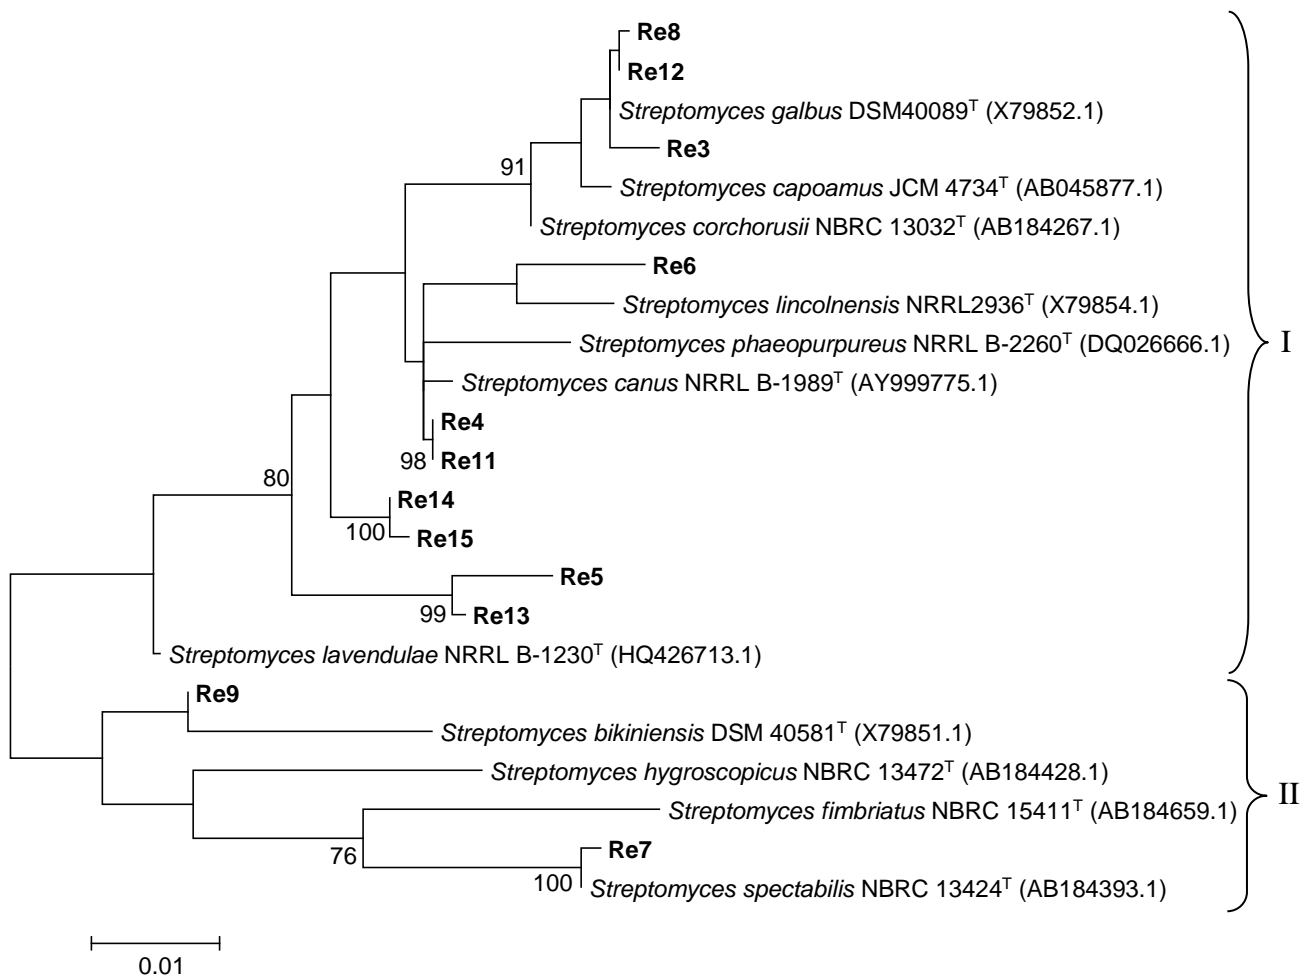 Re8
Re12
Streptomyces galbus DSM40089ᵀ (X79852.1)
Re3
91
Streptomyces capoamus JCM 4734ᵀ (AB045877.1)
Streptomyces corchorusii NBRC 13032ᵀ (AB184267.1)
Re6
Streptomyces lincolnensis NRRL2936ᵀ (X79854.1)
Streptomyces phaeopurpureus NRRL B-2260ᵀ (DQ026666.1)
I
Streptomyces canus NRRL B-1989ᵀ (AY999775.1)
Re4
98
Re11
80
Re14
100
Re15
Re5
99
Re13
Streptomyces lavendulae NRRL B-1230ᵀ (HQ426713.1)
Re9
Streptomyces bikiniensis DSM 40581ᵀ (X79851.1)
Streptomyces hygroscopicus NBRC 13472ᵀ (AB184428.1)
II
Streptomyces fimbriatus NBRC 15411ᵀ (AB184659.1)
76
Re7
100
Streptomyces spectabilis NBRC 13424ᵀ (AB184393.1)
0.01